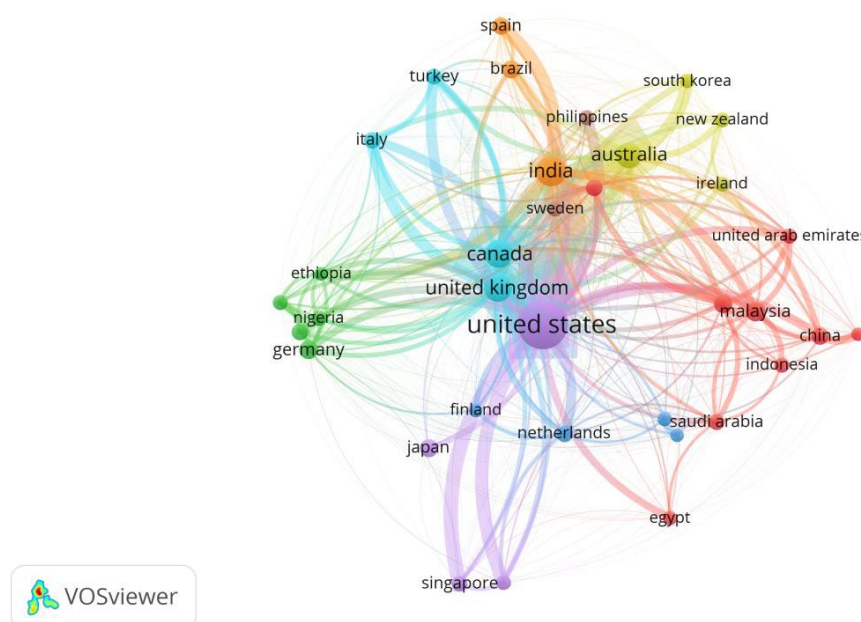 spain
brazil
turkey
south korea
philippines
new zealand
italy
australia
india
ireland
sweden
united arab emirates
canada
ethiopia
united kingdom
malaysia
nigeria
united states
china
germany
indonesia
finland
saudi arabia
netherlands
japan
egypt
singapore
VOSviewer